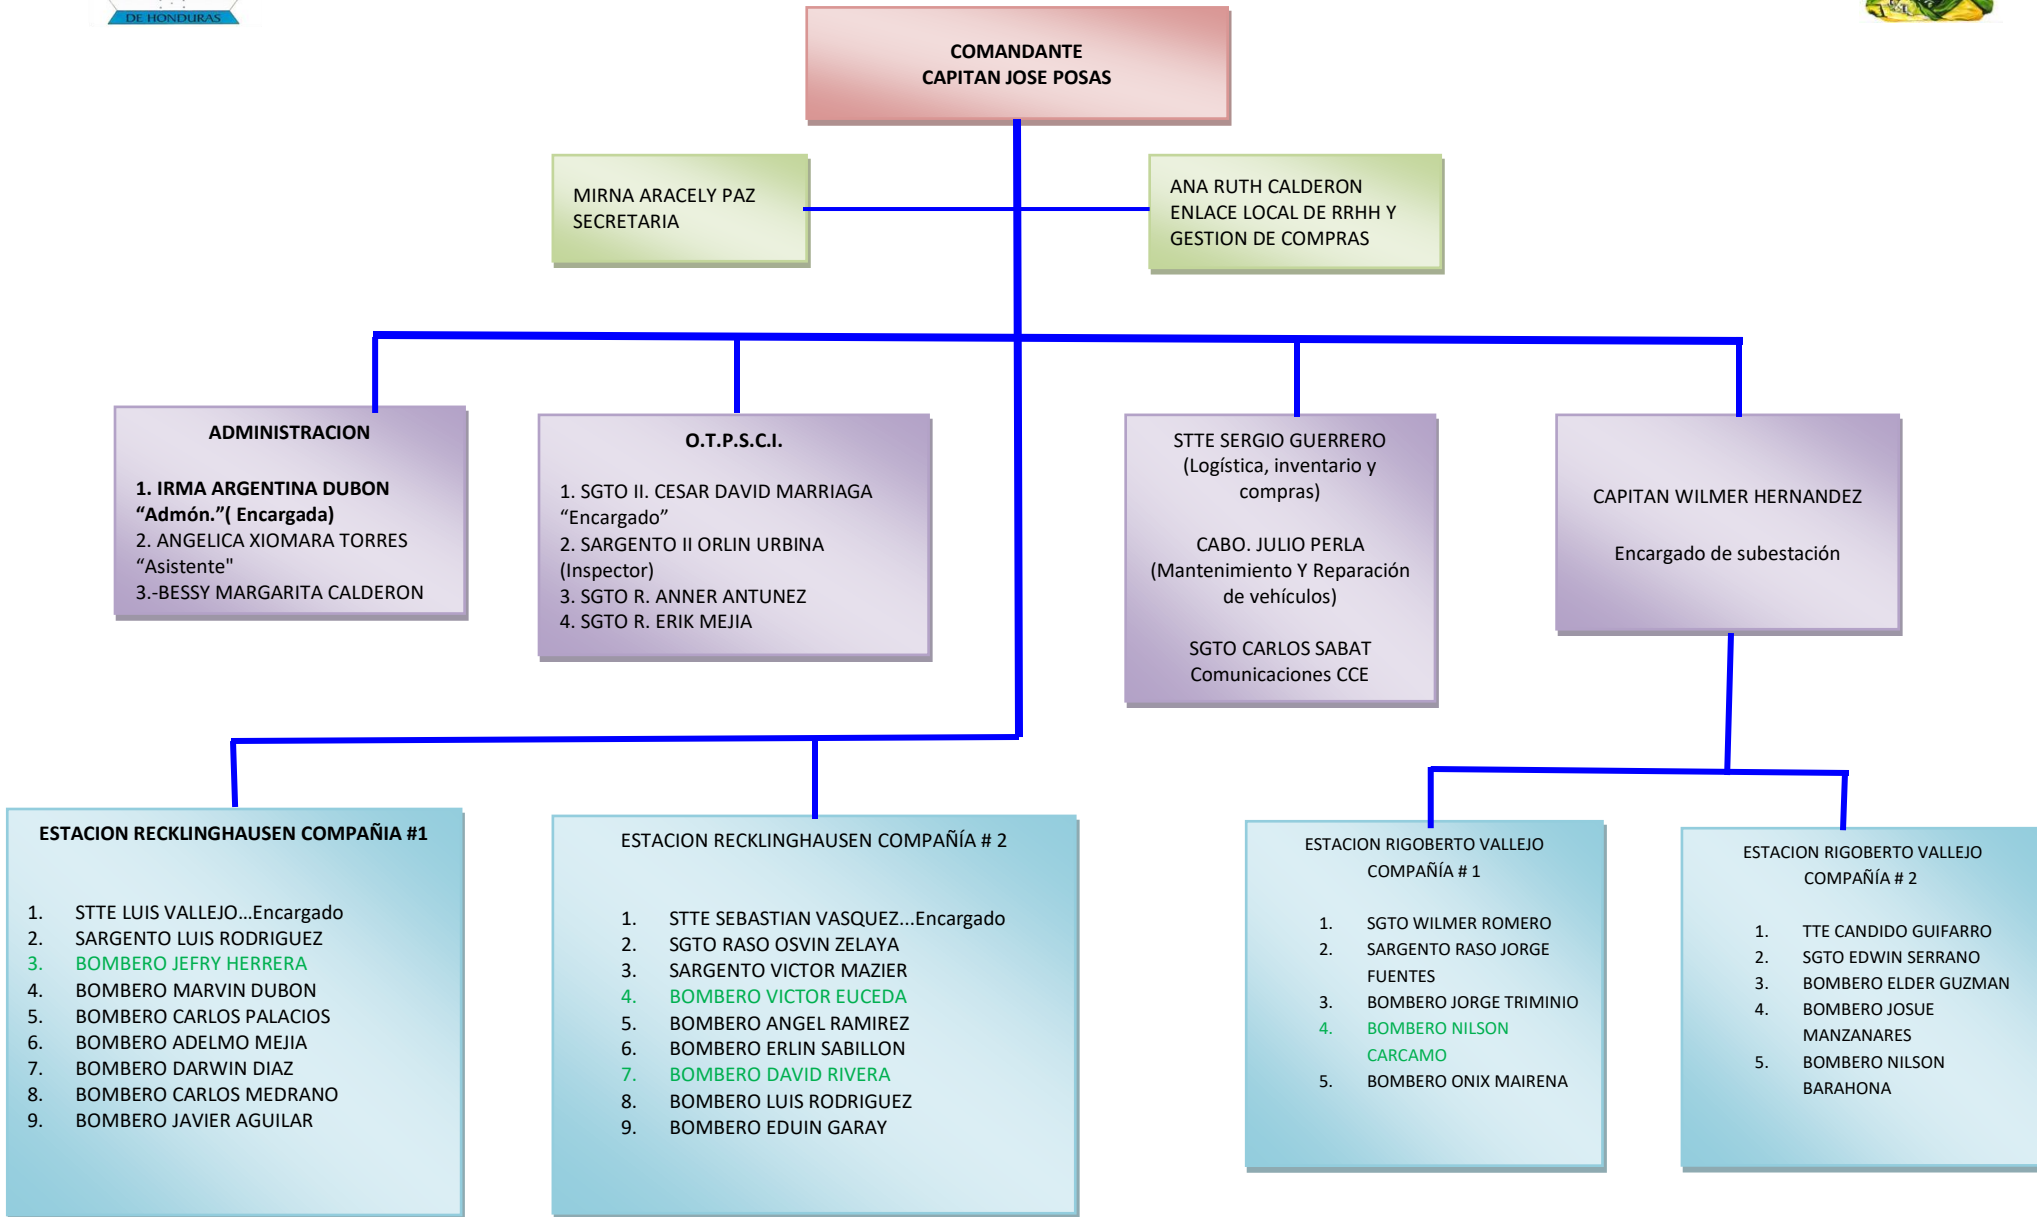 DE HONDURAS
COMANDANTE
CAPITAN JOSE POSAS
MIRNA ARACELY PAZ
SECRETARIA
ANA RUTH CALDERON
ENLACE LOCAL DE RRHH Y
GESTION DE COMPRAS
ADMINISTRACION
1. IRMA ARGENTINA DUBON
“Admón.”( Encargada)
2. ANGELICA XIOMARA TORRES
“Asistente"
3.-BESSY MARGARITA CALDERON
O.T.P.S.C.I.
1. SGTO II. CESAR DAVID MARRIAGA
“Encargado”
2. SARGENTO II ORLIN URBINA
(Inspector)
3. SGTO R. ANNER ANTUNEZ
4. SGTO R. ERIK MEJIA
STTE SERGIO GUERRERO
(Logística, inventario y
compras)
CABO. JULIO PERLA
(Mantenimiento Y Reparación
de vehículos)
SGTO CARLOS SABAT
Comunicaciones CCE
CAPITAN WILMER HERNANDEZ
Encargado de subestación
ESTACION RECKLINGHAUSEN COMPAÑIA #1
1. STTE LUIS VALLEJO...Encargado
2. SARGENTO LUIS RODRIGUEZ
3. BOMBERO JEFRY HERRERA
4. BOMBERO MARVIN DUBON
5. BOMBERO CARLOS PALACIOS
6. BOMBERO ADELMO MEJIA
7. BOMBERO DARWIN DIAZ
8. BOMBERO CARLOS MEDRANO
9. BOMBERO JAVIER AGUILAR
ESTACION RECKLINGHAUSEN COMPAÑÍA # 2
1. STTE SEBASTIAN VASQUEZ...Encargado
2. SGTO RASO OSVIN ZELAYA
3. SARGENTO VICTOR MAZIER
4. BOMBERO VICTOR EUCEDA
5. BOMBERO ANGEL RAMIREZ
6. BOMBERO ERLIN SABILLON
7. BOMBERO DAVID RIVERA
8. BOMBERO LUIS RODRIGUEZ
9. BOMBERO EDUIN GARAY
ESTACION RIGOBERTO VALLEJO
COMPAÑÍA # 1
1. SGTO WILMER ROMERO
2. SARGENTO RASO JORGE
FUENTES
3. BOMBERO JORGE TRIMINIO
4. BOMBERO NILSON
CARCAMO
5. BOMBERO ONIX MAIRENA
ESTACION RIGOBERTO VALLEJO
COMPAÑÍA # 2
1. TTE CANDIDO GUIFARRO
2. SGTO EDWIN SERRANO
3. BOMBERO ELDER GUZMAN
4. BOMBERO JOSUE
MANZANARES
5. BOMBERO NILSON
BARAHONA